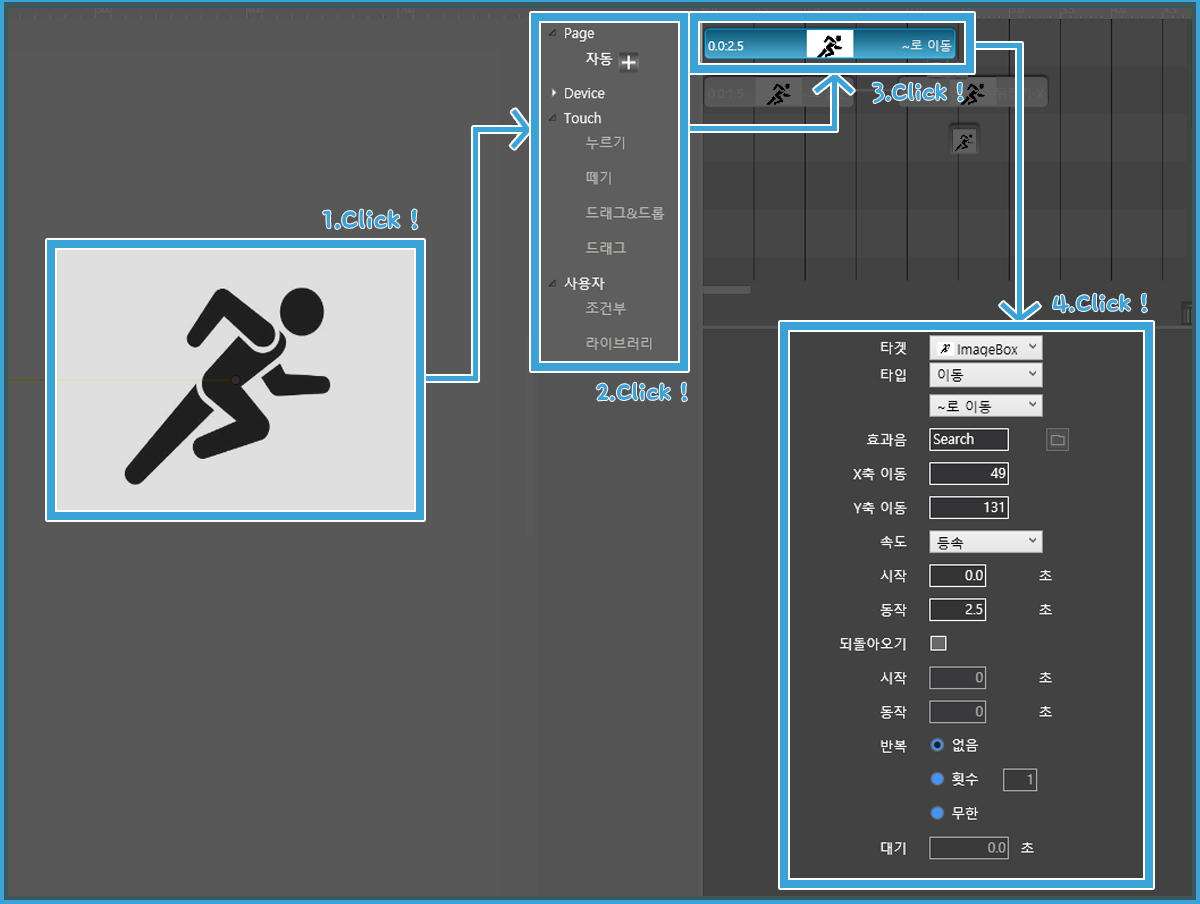 Page
자동
Device
Touch
누르기
떼기
드래그&드롭
드래그
사용자
조건부
라이브러리
0.0:2.5 ~로 이동
0.0:1.5
1.Click !
2.Click !
3.Click !
4.Click !
타겟 ImageBox
타입 이동
~로 이동
효과음 Search
X축 이동 49
Y축 이동 131
속도 등속
시작 0.0 초
동작 2.5 초
되돌아오기
시작 0 초
동작 0 초
반복 없음
횟수 1
무한
대기 0.0 초